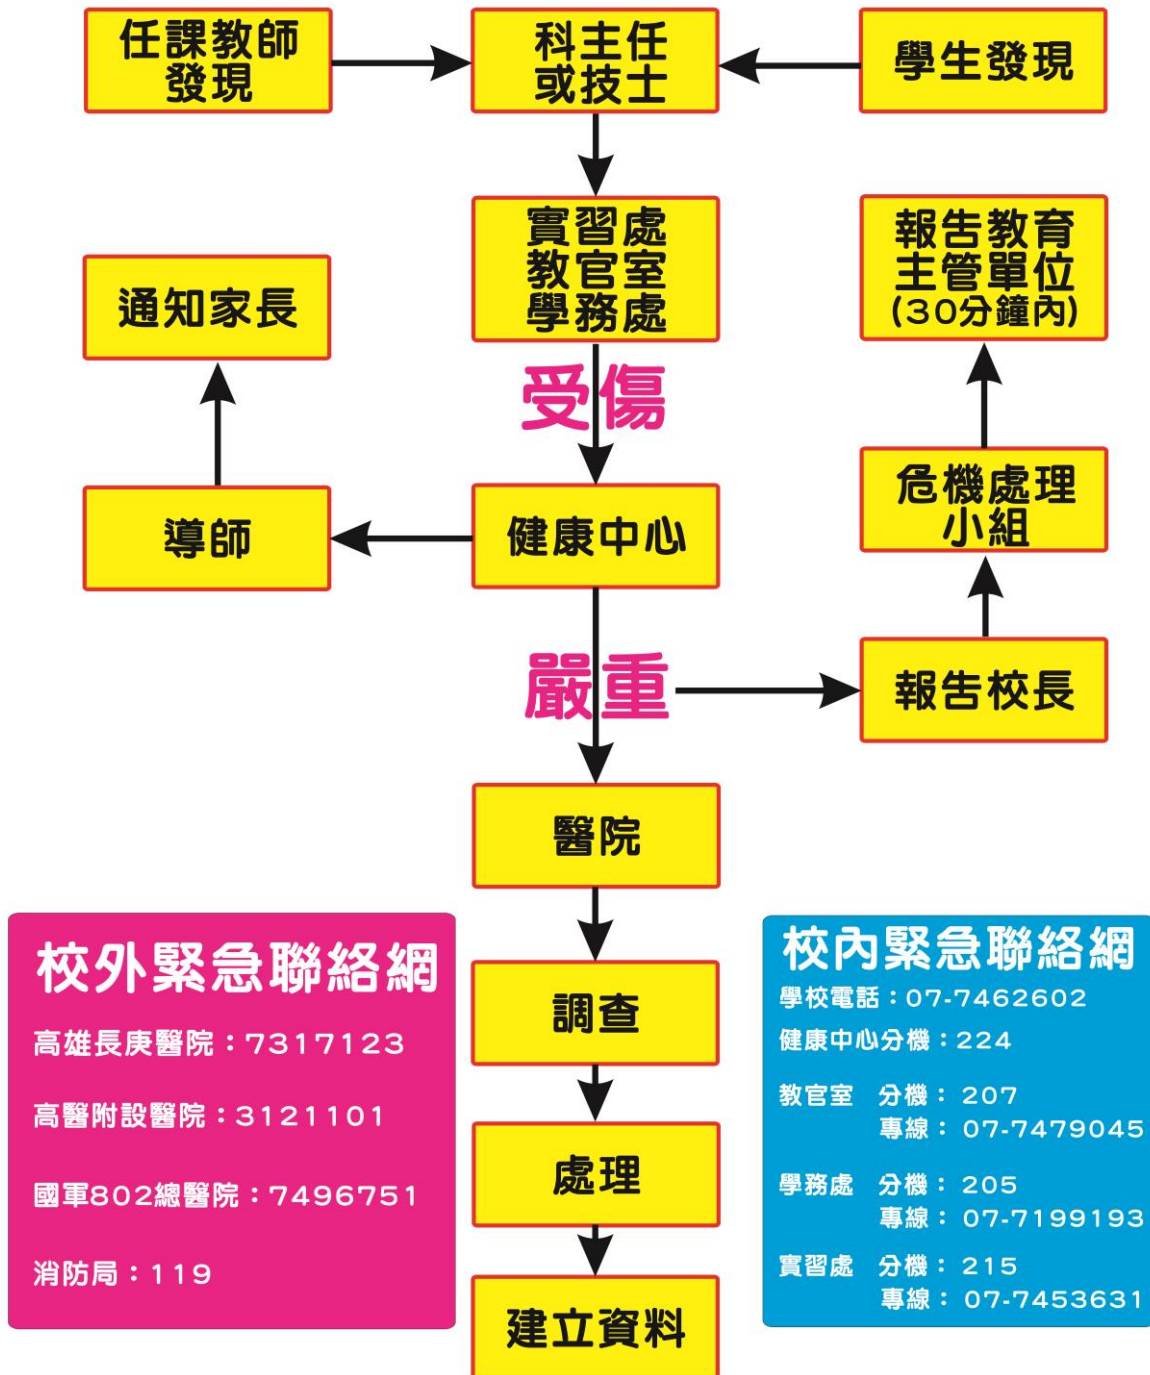 任課教師
發現
科主任
或技士
學生發現
實習處
教官室
學務處
報告教育
主管單位
(30分鐘內)
通知家長
受傷
危機處理
小組
導師
健康中心
嚴重
報告校長
醫院
調查
處理
建立資料
校外緊急聯絡網
高雄長庚醫院：7317123
高醫附設醫院：3121101
國軍802總醫院：7496751
消防局：119
校內緊急聯絡網
學校電話：07-7462602
健康中心分機：224
教官室 分機： 207
專線： 07-7479045
學務處 分機： 205
專線： 07-7199193
實習處 分機： 215
專線： 07-7453631